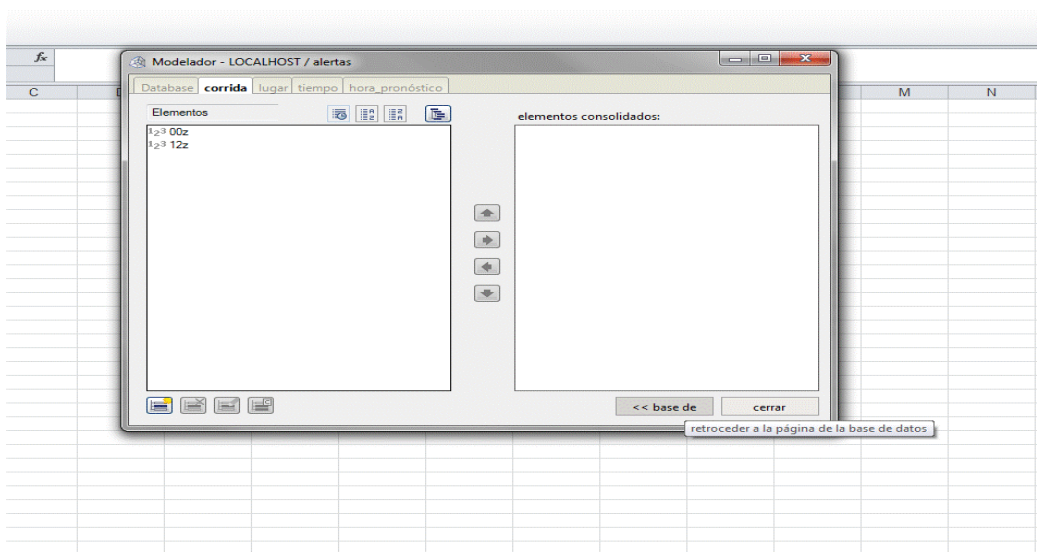 Modelador - LOCALHOST / alertas
fx
Database corrida lugar tiempo hora_pronóstico
C D M N
Elementos
elementos consolidados:
123 00z
123 12z
<< base de
cerrar
retroceder a la página de la base de datos